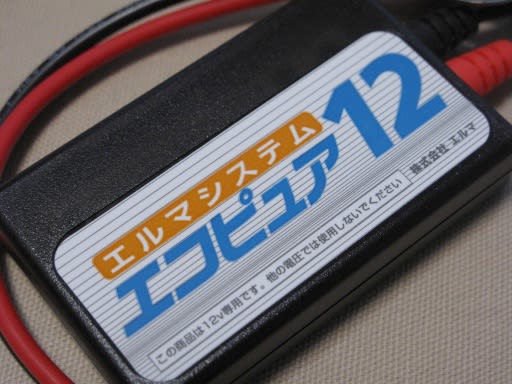 エルマシステム
エコピュア12
この商品は12v専用です。他の電圧では使用しないでください
株式会社 エルマ